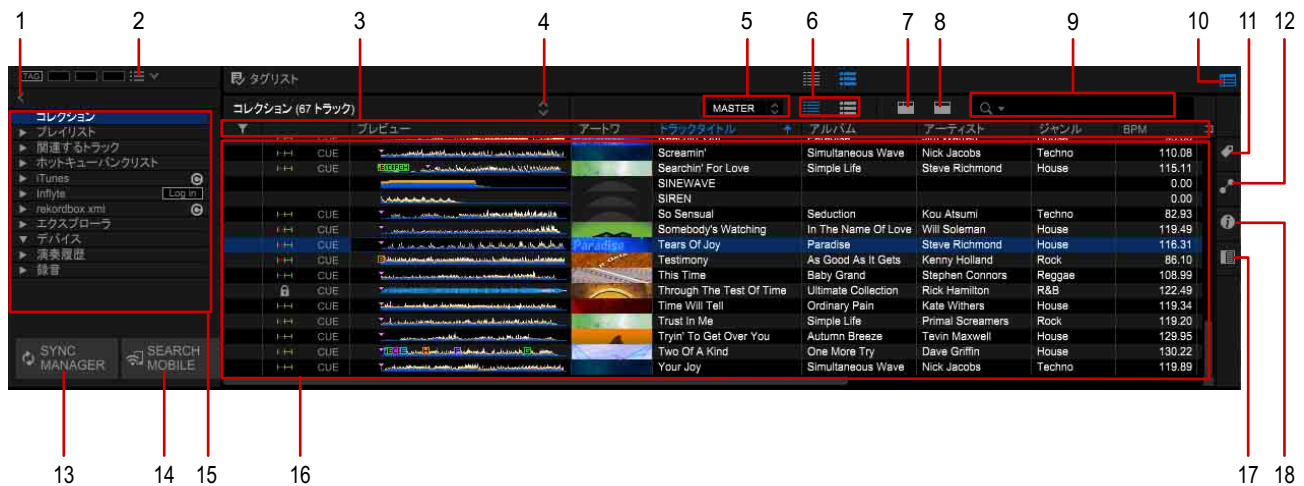 1 2 3 4 5 6 7 8 9 10 11 12
TAG
タグリスト
コレクション (67 トラック) MASTER
プレビュー アートワ トラックタイトル アルバム アーティスト ジャンル BPM
コレクション
プレイリスト
関連するトラック
ホットキューバンクリスト
iTunes
Inflyte Log in
rekordbox xml
エクスプローラ
デバイス
演奏履歴
録音
CUE Screamin' Simultaneous Wave Nick Jacobs Techno 110.08
CUE Searchin' For Love Simple Life Steve Richmond House 115.11
SINEWAVE 0.00
SIREN 0.00
CUE So Sensual Seduction Kou Atsumi Techno 82.93
CUE Somebody's Watching In The Name Of Love Will Soleman House 119.49
CUE Paradise Tears Of Joy Paradise Steve Richmond House 116.31
CUE Testimony As Good As It Gets Kenny Holland Rock 86.10
CUE This Time Baby Grand Stephen Connors Reggae 108.99
CUE Through The Test Of Time Ultimate Collection Rick Hamilton R&B 122.49
CUE Time Will Tell Ordinary Pain Kate Withers House 119.34
CUE Trust In Me Simple Life Primal Screamers Rock 119.20
CUE Tryin' To Get Over You Autumn Breeze Tevin Maxwell House 129.95
CUE Two Of A Kind One More Try Dave Griffin House 130.22
CUE Your Joy Simultaneous Wave Nick Jacobs Techno 119.89
SYNC MANAGER
SEARCH MOBILE
13 14 15 16 17 18